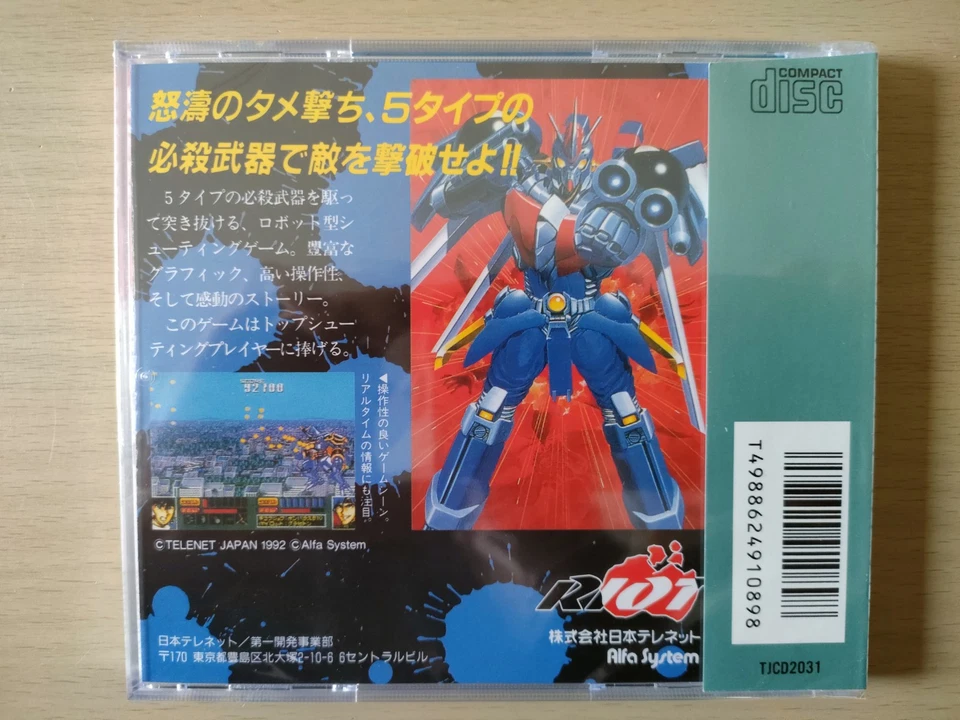 怒濤のタメ撃ち、5タイプの
必殺武器で敵を撃破せよ!!
5タイプの必殺武器を駆っ
て突き抜ける、ロボット型シ
ューティングゲーム。豊富な
グラフィック、高い操作性、
そして感動のストーリー。
このゲームはトップシュー
ティングプレイヤーに捧げる。
◀操作性の良いゲームシーン。
リアルタイムの情報にも注目。
©TELENET JAPAN 1992 ©Alfa System
RIOT
株式会社日本テレネット
Alfa System
日本テレネット／第一開発事業部
〒170 東京都豊島区北大塚2-10-6 6セントラルビル
COMPACT
disc
T4988624910898
TJCD2031